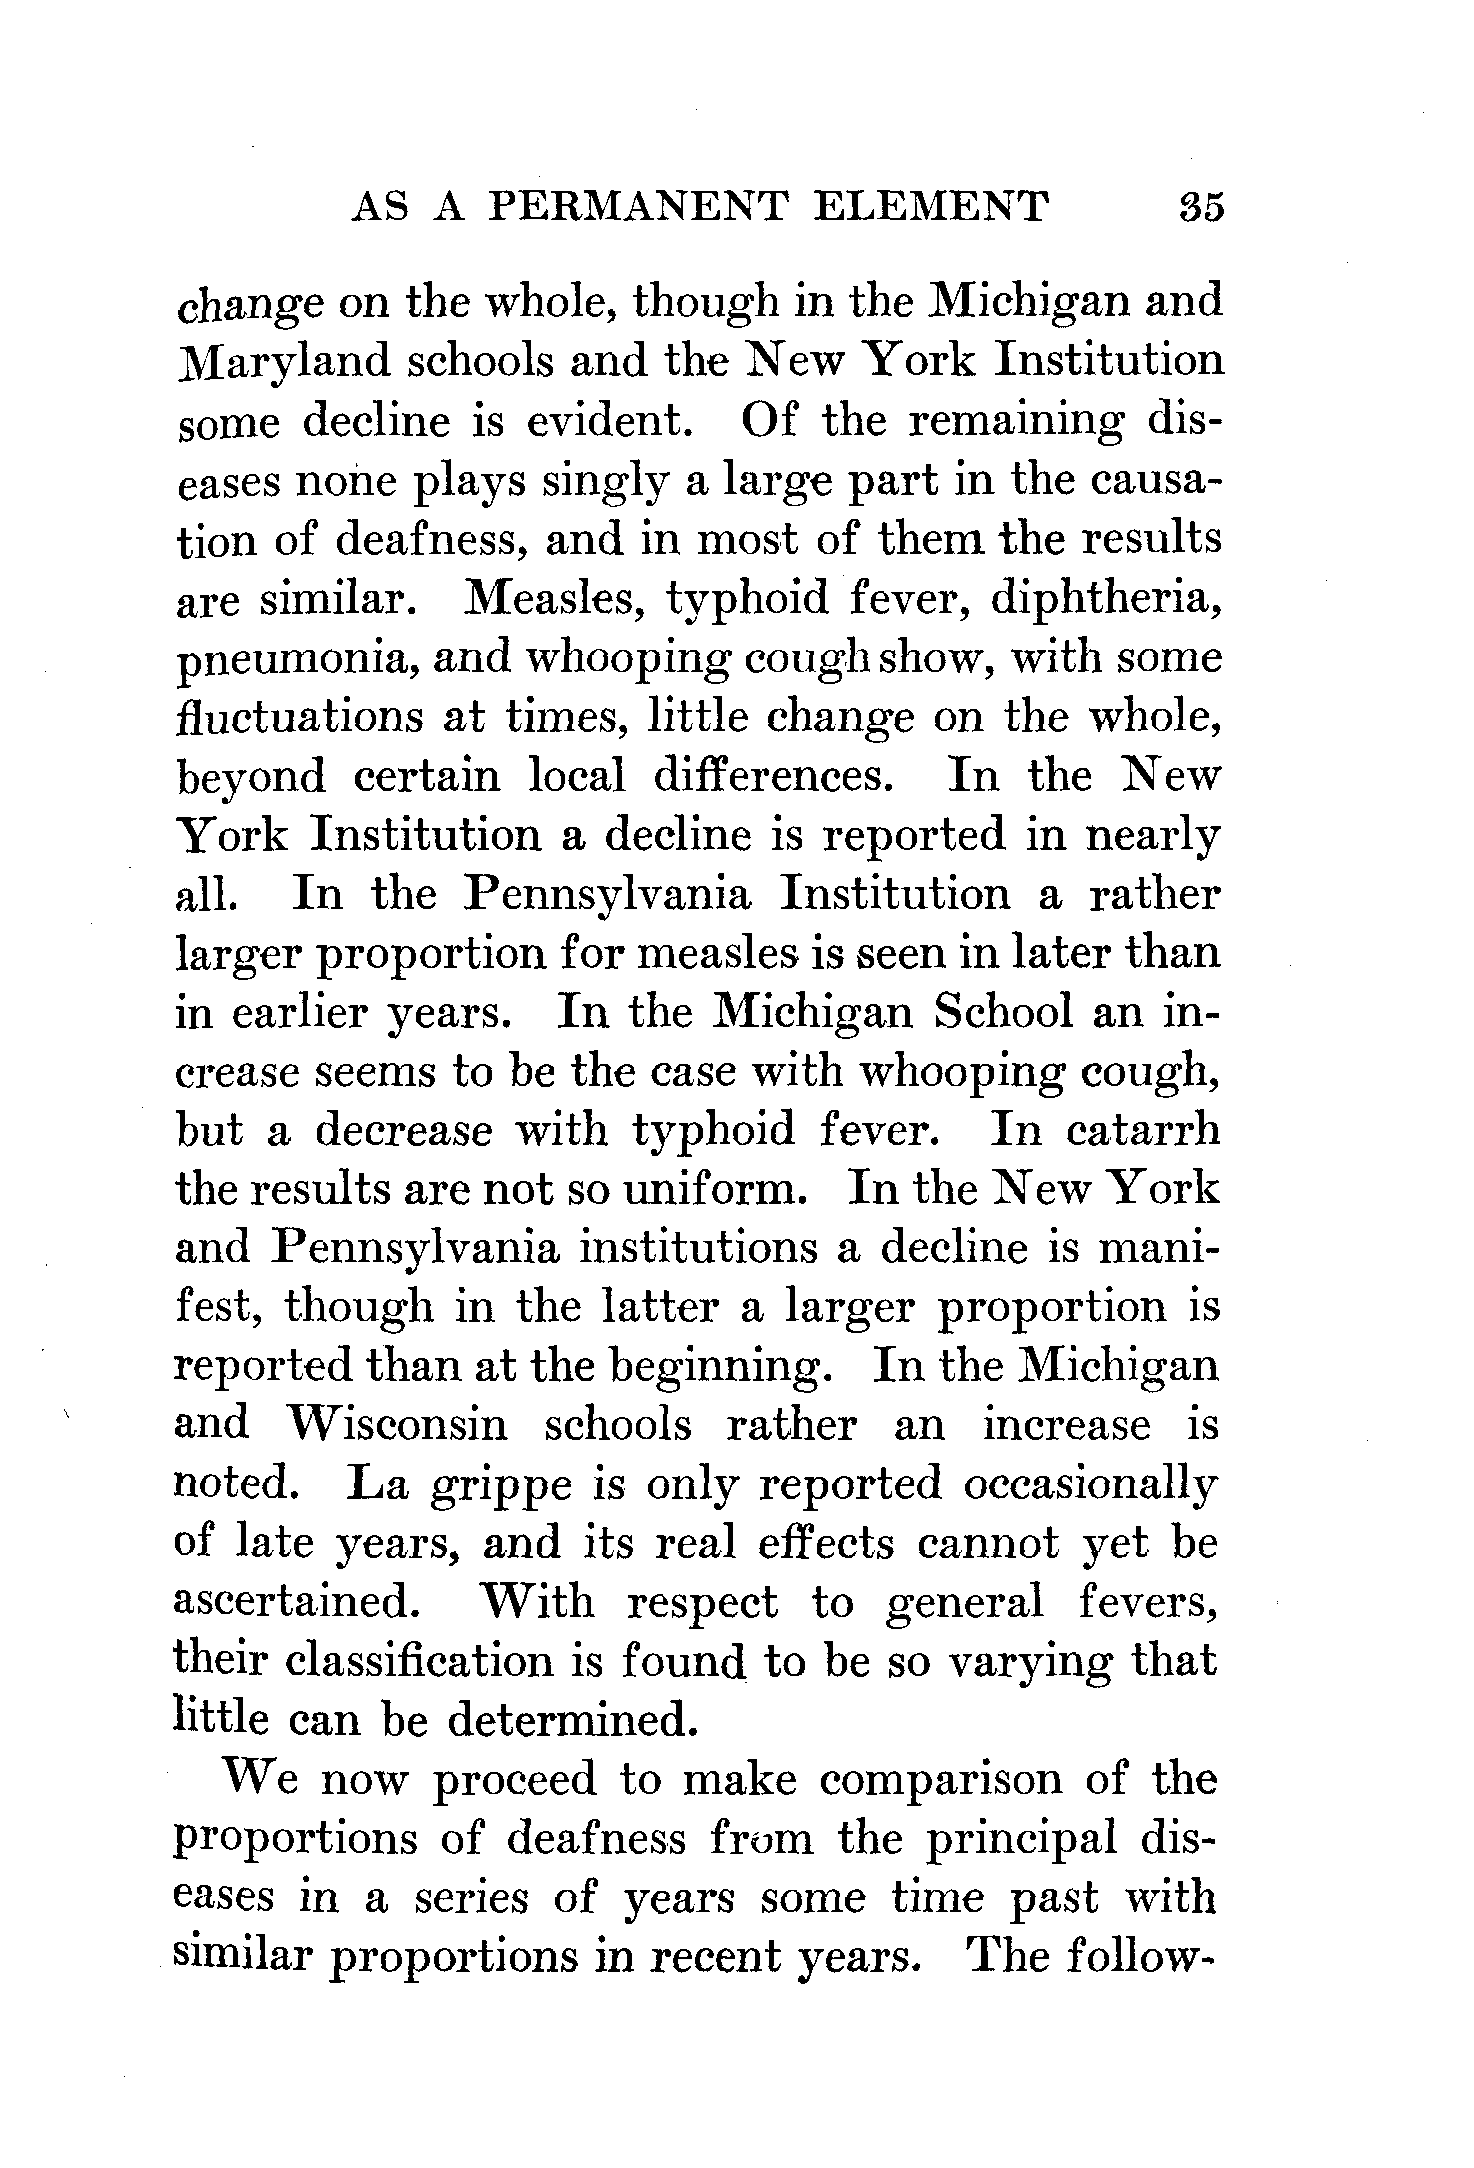 AS A PERMANENT ELEMENT 35
change on the whole, though in the Michigan and
Maryland schools and the New York Institution
some decline is evident. Of the remaining dis-
eases none plays singly a large part in the causa-
tion of deafness, and in most of them the results
are similar. Measles, typhoid fever, diphtheria,
pneumonia, and whooping cough show, with some
fluctuations at times, little change on the whole,
beyond certain local differences. In the New
York Institution a decline is reported in nearly
all. In the Pennsylvania Institution a rather
larger proportion for measles is seen in later than
in earlier years. In the Michigan School an in-
crease seems to be the case with whooping cough,
but a decrease with typhoid fever. In catarrh
the results are not so uniform. In the New York
and Pennsylvania institutions a decline is mani-
fest, though in the latter a larger proportion is
reported than at the beginning. In the Michigan
and Wisconsin schools rather an increase is
noted. La grippe is only reported occasionally
of late years, and its real effects cannot yet be
ascertained. With respect to general fevers,
their classification is found to be so varying that
little can be determined.
We now proceed to make comparison of the
proportions of deafness from the principal dis-
eases in a series of years some time past with
similar proportions in recent years. The follow-